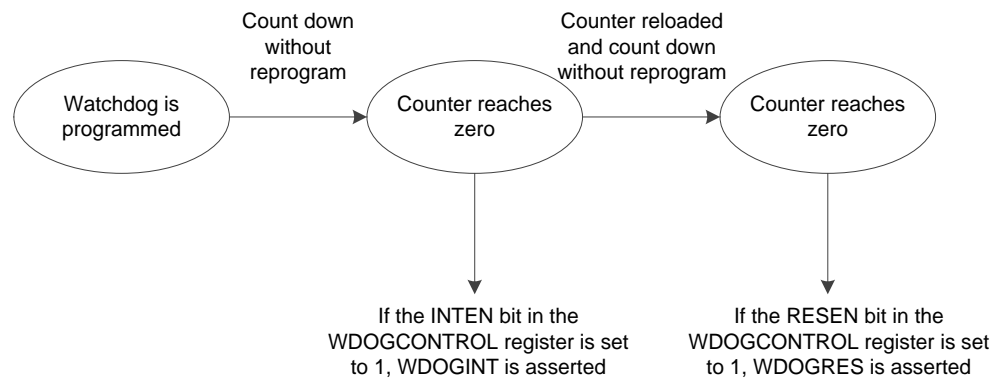 Count down
without
reprogram
Counter reloaded
and count down
without reprogram
Watchdog is
programmed
Counter reaches
zero
Counter reaches
zero
If the INTEN bit in the
WDOGCONTROL register is set
to 1, WDOGINT is asserted
If the RESEN bit in the
WDOGCONTROL register is set
to 1, WDOGRES is asserted